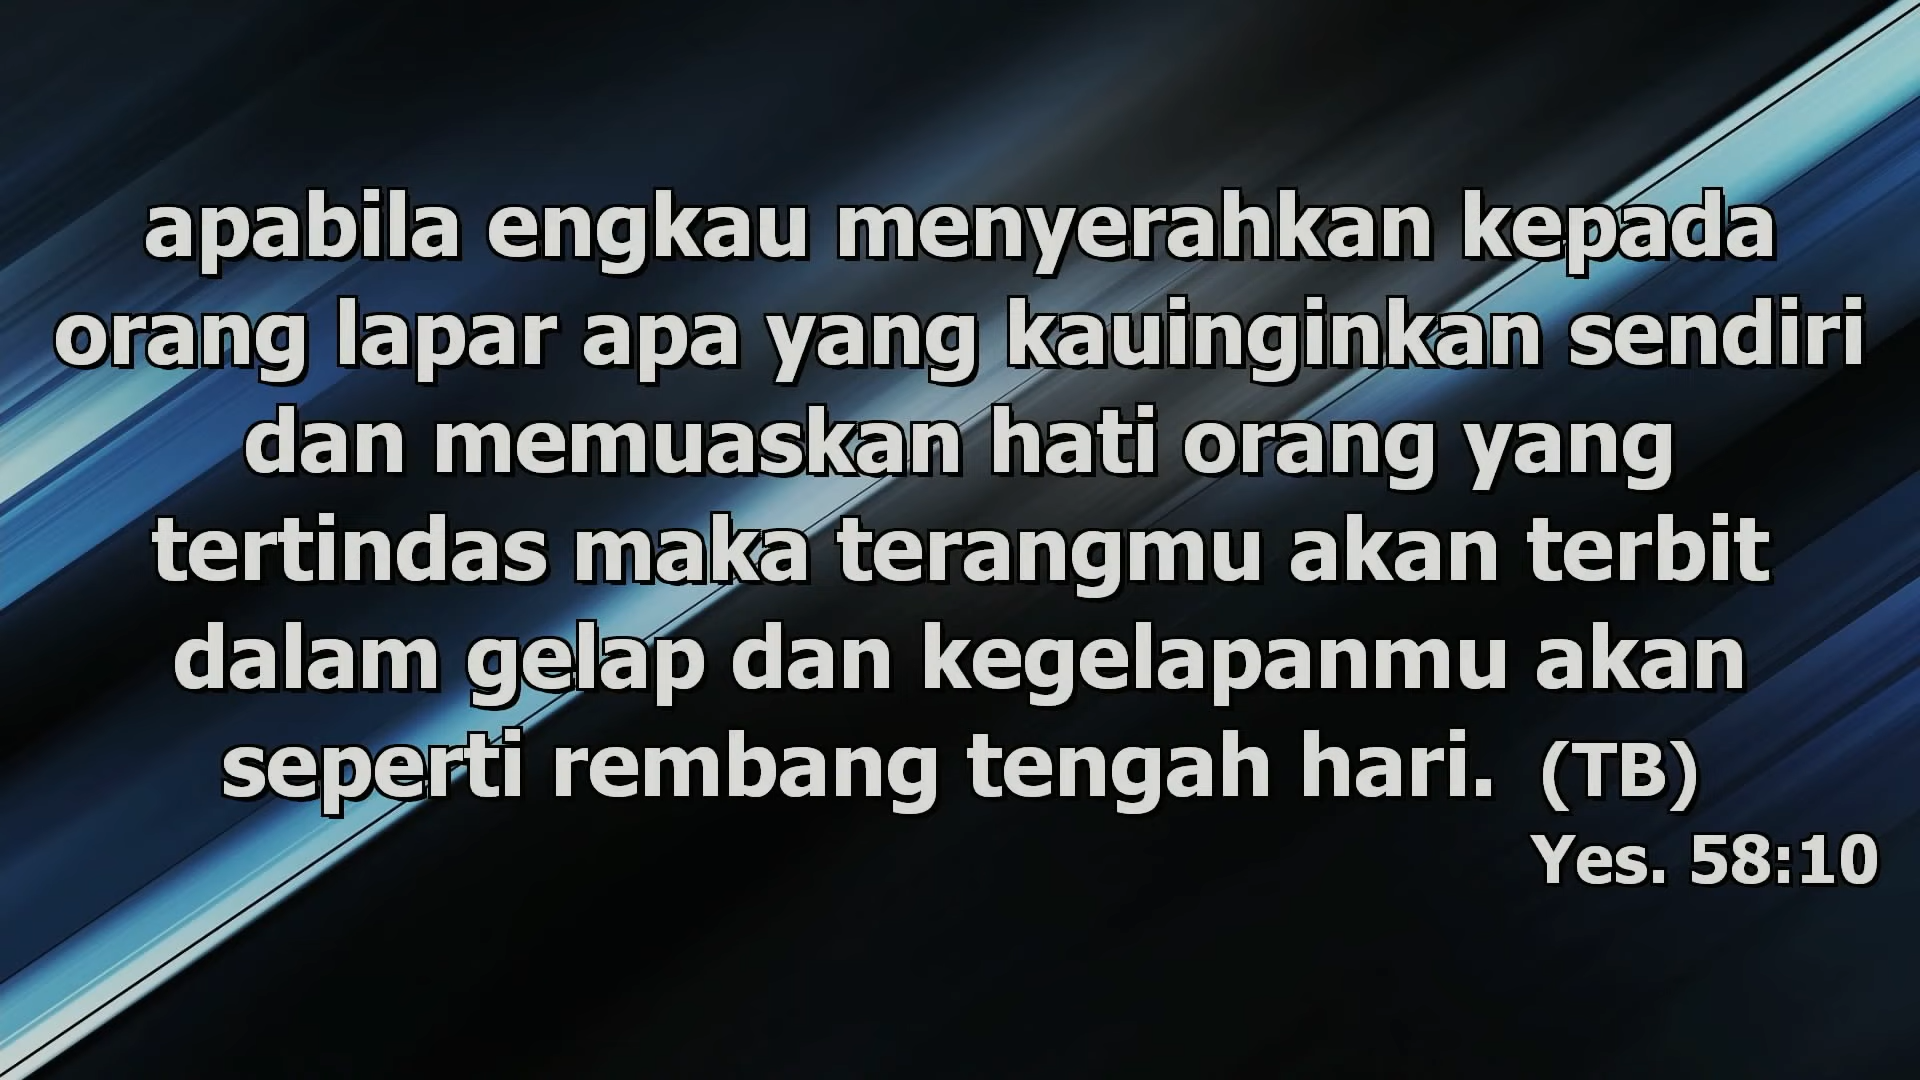 apabila engkau menyerahkan kepada
orang lapar apa yang kauinginkan sendiri
dan memuaskan hati orang yang
tertindas maka terangmu akan terbit
dalam gelap dan kegelapanmu akan
seperti rembang tengah hari. (TB)
Yes. 58:10